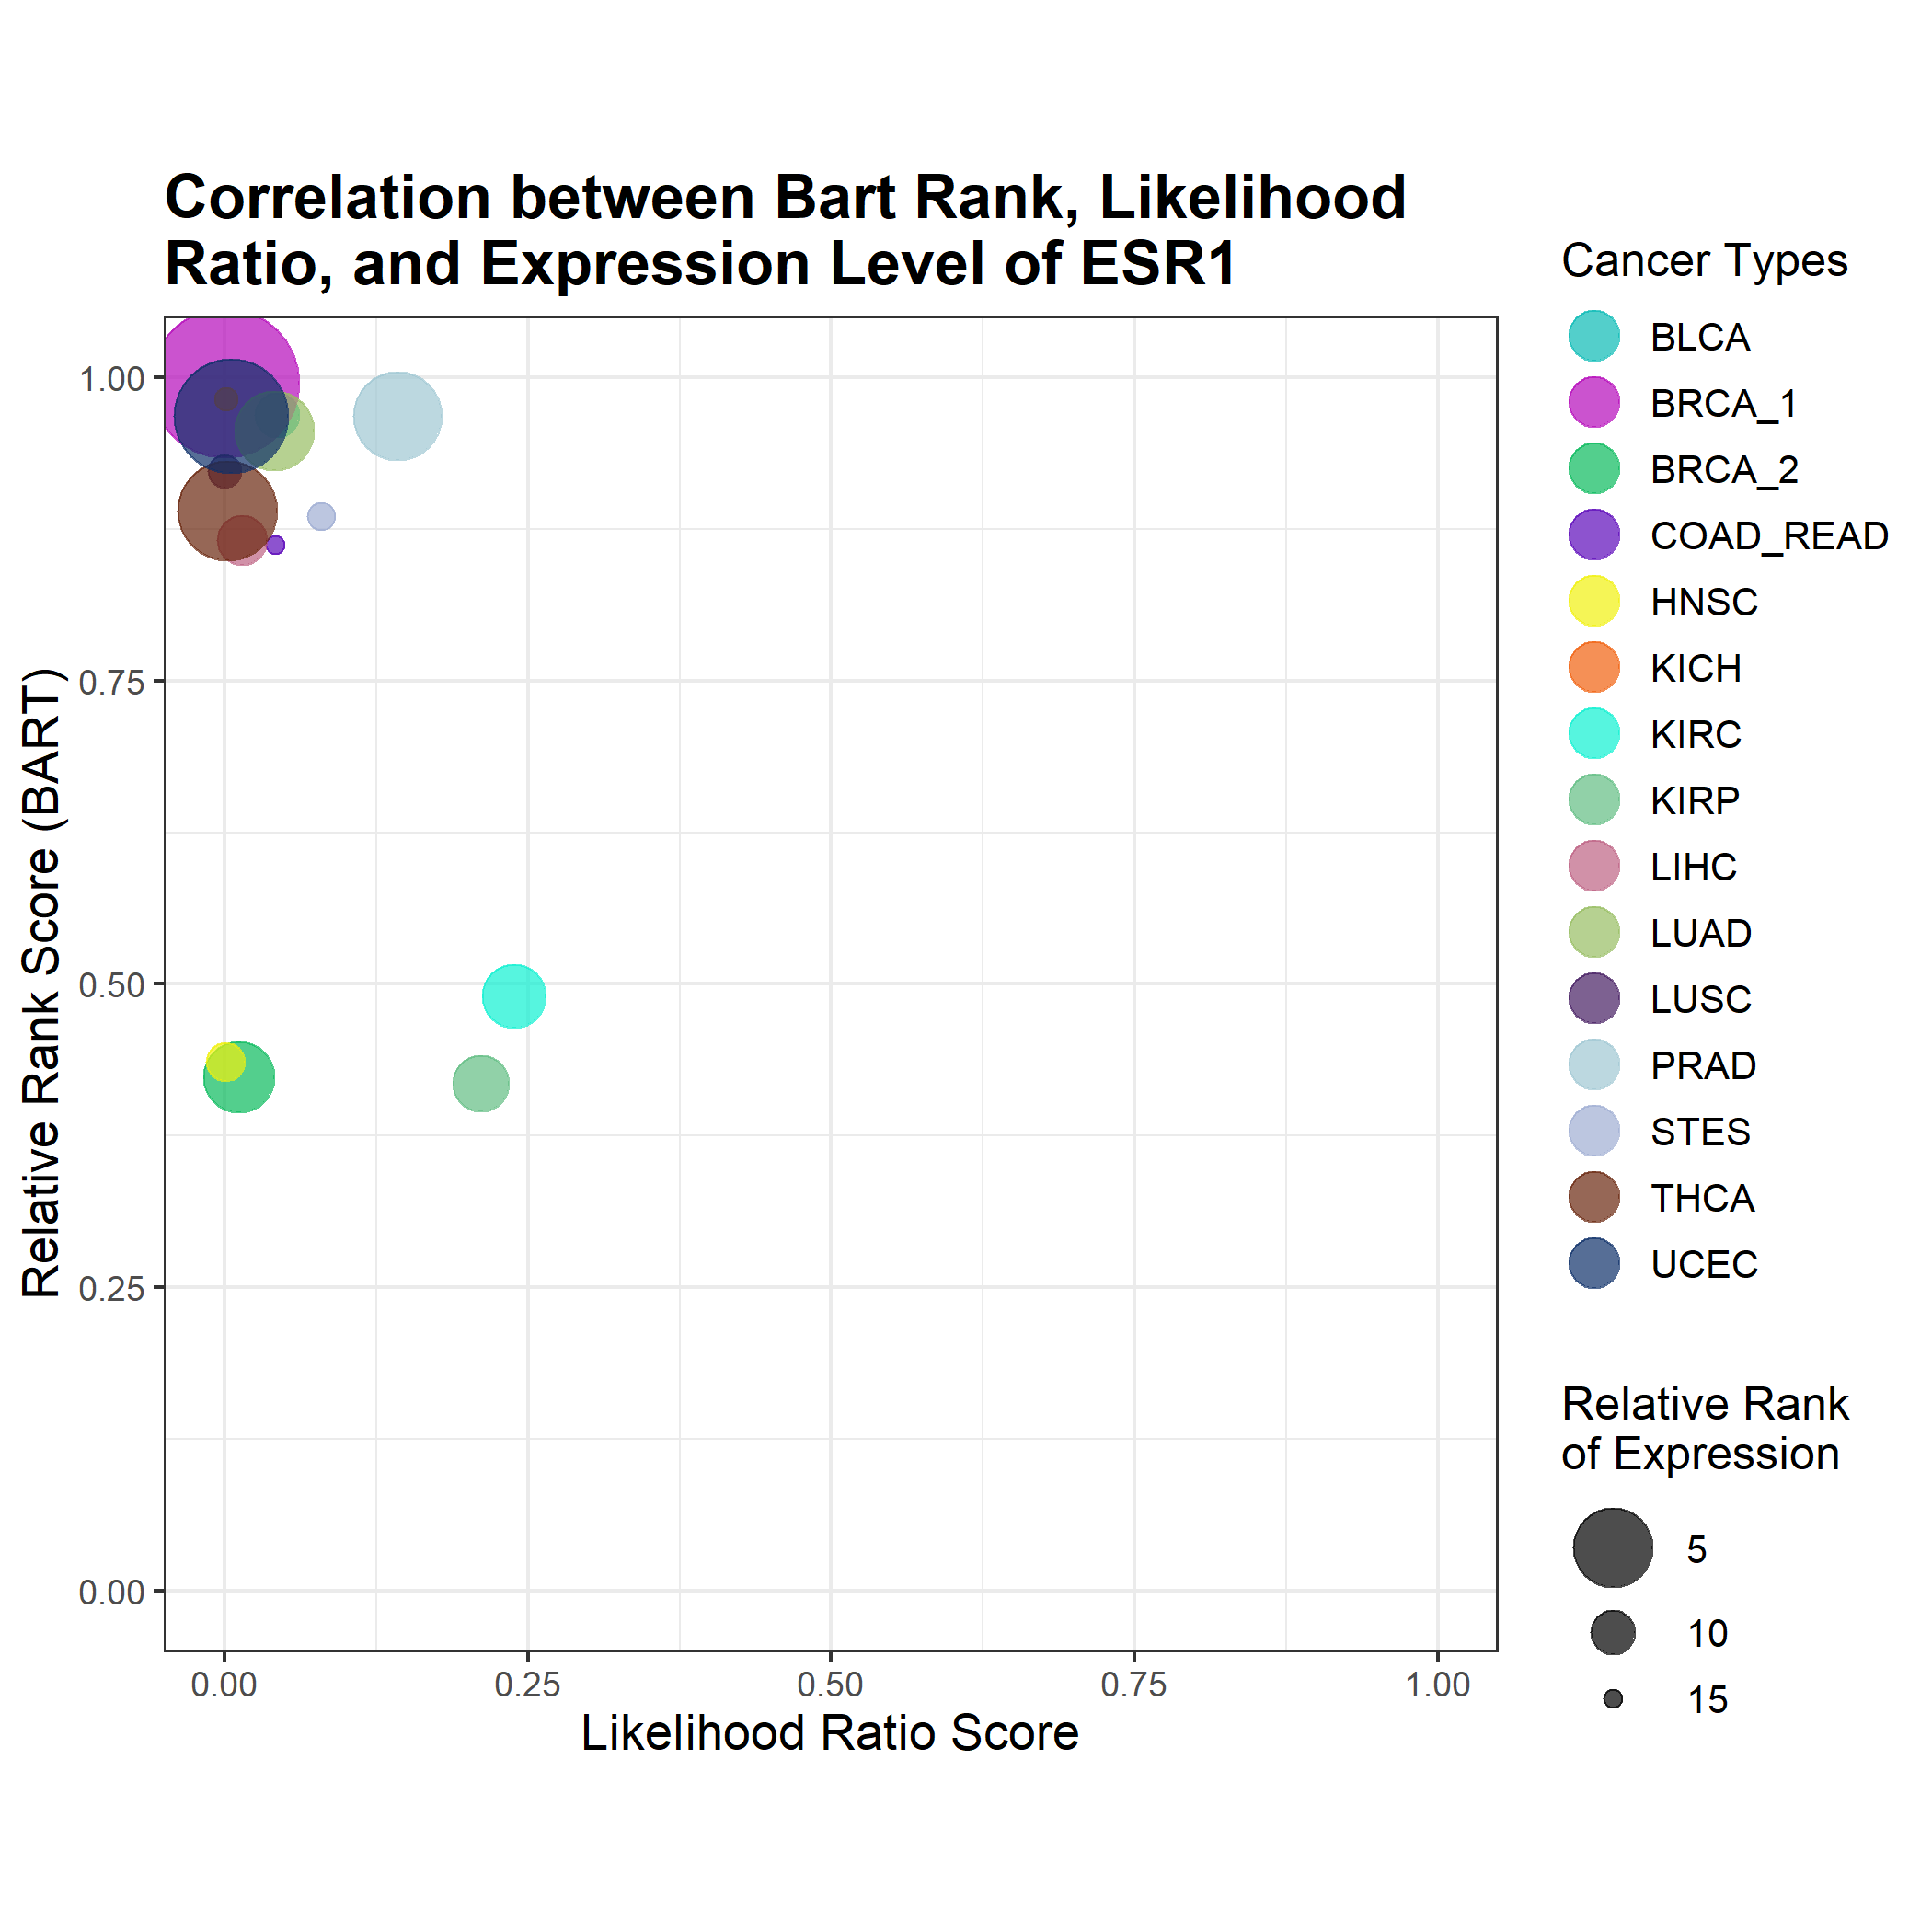 Correlation between Bart Rank, Likelihood
Ratio, and Expression Level of ESR1
Relative Rank Score (BART)
1.00
0.75
0.50
0.25
0.00
0.00
0.25
0.50
0.75
1.00
Likelihood Ratio Score
Cancer Types
BLCA
BRCA_1
BRCA_2
COAD_READ
HNSC
KICH
KIRC
KIRP
LIHC
LUAD
LUSC
PRAD
STES
THCA
UCEC
Relative Rank
of Expression
5
10
15